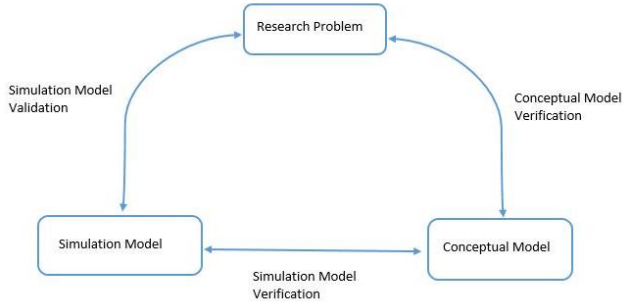 Research Problem
Simulation Model
Validation
Conceptual Model
Verification
Simulation Model
Conceptual Model
Simulation Model
Verification